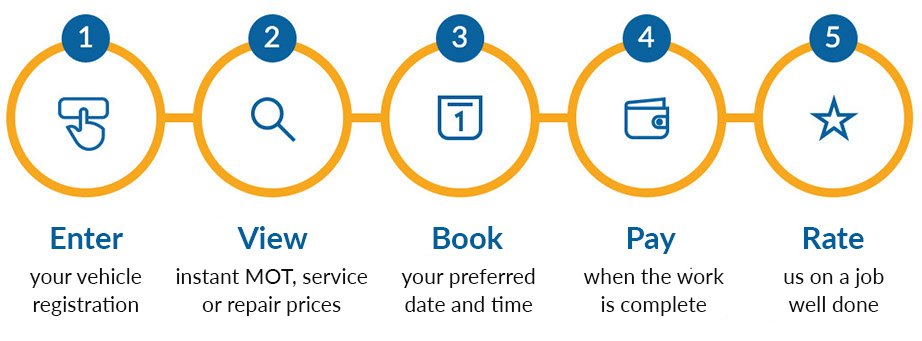 1
Enter
your vehicle
registration
2
View
instant MOT, service
or repair prices
3
1
Book
your preferred
date and time
4
Pay
when the work
is complete
5
Rate
us on a job
well done